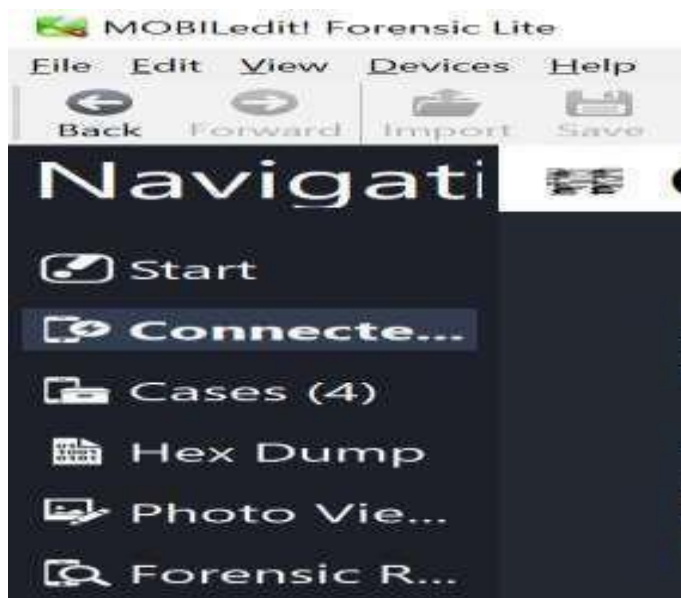 MOBILedit! Forensic Lite
File Edit View Devices Help
Back Forward Import Save
Navigati
Start
Connecte...
Cases (4)
Hex Dump
Photo Vie...
Forensic R...